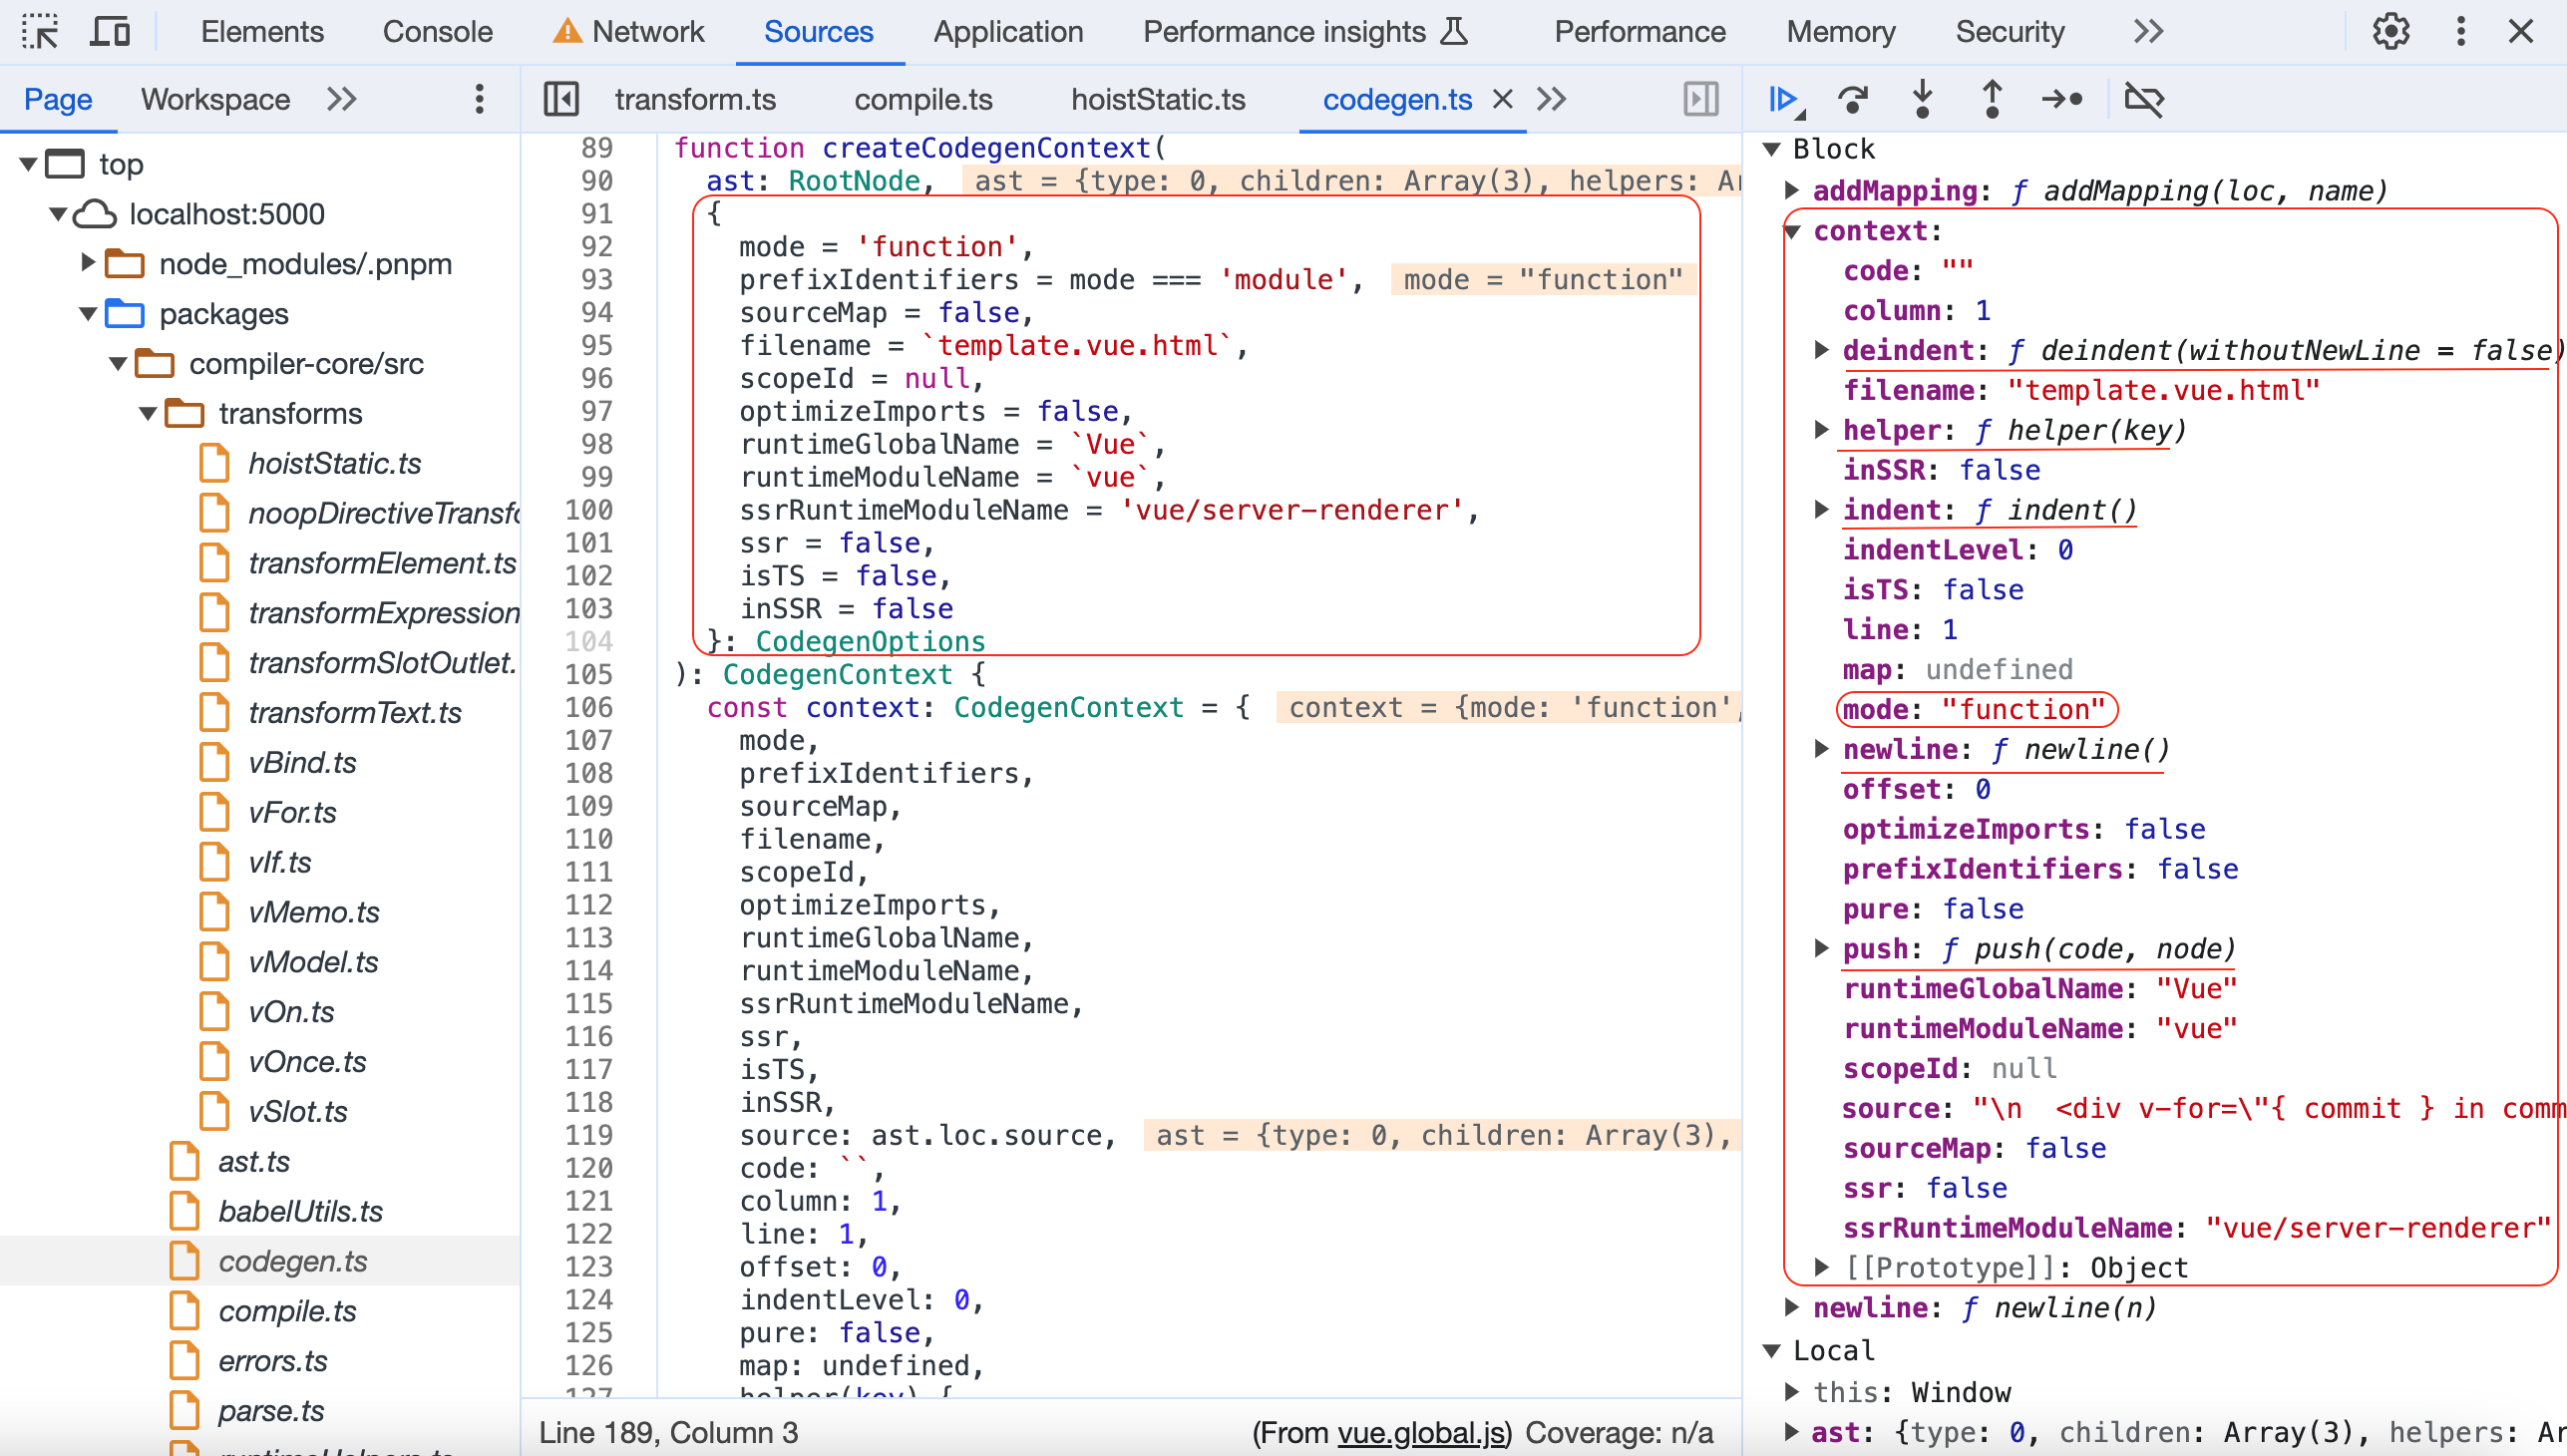 Elements Console Network Sources Application Performance insights Performance Memory Security
Page Workspace
transform.ts compile.ts hoistStatic.ts codegen.ts
top
localhost:5000
node_modules/.pnpm
packages
compiler-core/src
transforms
hoistStatic.ts
noopDirectiveTransfo
transformElement.ts
transformExpression
transformSlotOutlet.
transformText.ts
vBind.ts
vFor.ts
vIf.ts
vMemo.ts
vModel.ts
vOn.ts
vOnce.ts
vSlot.ts
ast.ts
babelUtils.ts
codegen.ts
compile.ts
errors.ts
parse.ts
89 function createCodegenContext(
90 ast: RootNode, ast = {type: 0, children: Array(3), helpers: Ar
91 {
92 mode = 'function',
93 prefixIdentifiers = mode === 'module', mode = "function"
94 sourceMap = false,
95 filename = `template.vue.html`,
96 scopeId = null,
97 optimizeImports = false,
98 runtimeGlobalName = `Vue`,
99 runtimeModuleName = `vue`,
100 ssrRuntimeModuleName = 'vue/server-renderer',
101 ssr = false,
102 isTS = false,
103 inSSR = false
104 }: CodegenOptions
105 ): CodegenContext {
106 const context: CodegenContext = { context = {mode: 'function',
107 mode,
108 prefixIdentifiers,
109 sourceMap,
110 filename,
111 scopeId,
112 optimizeImports,
113 runtimeGlobalName,
114 runtimeModuleName,
115 ssrRuntimeModuleName,
116 ssr,
117 isTS,
118 inSSR,
119 source: ast.loc.source, ast = {type: 0, children: Array(3),
120 code: ``,
121 column: 1,
122 line: 1,
123 offset: 0,
124 indentLevel: 0,
125 pure: false,
126 map: undefined,
127 helper(key) {
Line 189, Column 3 (From vue.global.js) Coverage: n/a
Block
addMapping: ƒ addMapping(loc, name)
context:
code: ""
column: 1
deindent: ƒ deindent(withoutNewLine = false)
filename: "template.vue.html"
helper: ƒ helper(key)
inSSR: false
indent: ƒ indent()
indentLevel: 0
isTS: false
line: 1
map: undefined
mode: "function"
newline: ƒ newline()
offset: 0
optimizeImports: false
prefixIdentifiers: false
pure: false
push: ƒ push(code, node)
runtimeGlobalName: "Vue"
runtimeModuleName: "vue"
scopeId: null
source: "\n <div v-for=\"{ commit } in comm
sourceMap: false
ssr: false
ssrRuntimeModuleName: "vue/server-renderer"
[[Prototype]]: Object
newline: ƒ newline(n)
Local
this: Window
ast: {type: 0, children: Array(3), helpers: Ar